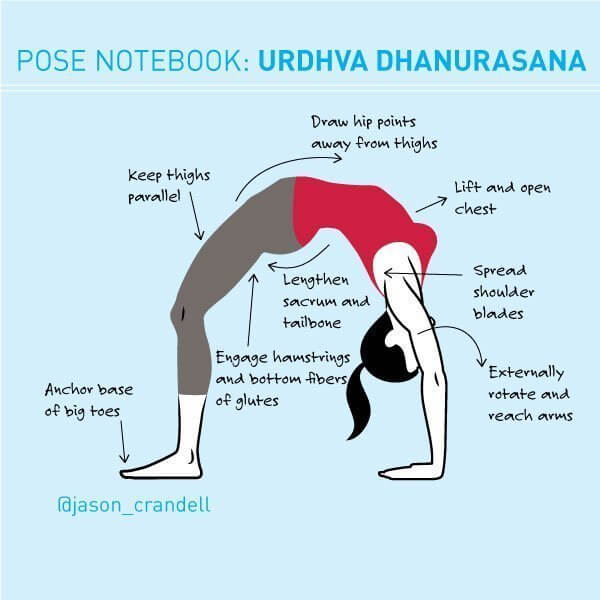 POSE NOTEBOOK: URDHVA DHANURASANA
Draw hip points
away from thighs
Keep thighs
parallel
Lift and open
chest
Lengthen
sacrum and
tailbone
Spread
shoulder
blades
Engage hamstrings
and bottom fibers
of glutes
Externally
rotate and
reach arms
Anchor base
of big toes
@jason_crandell